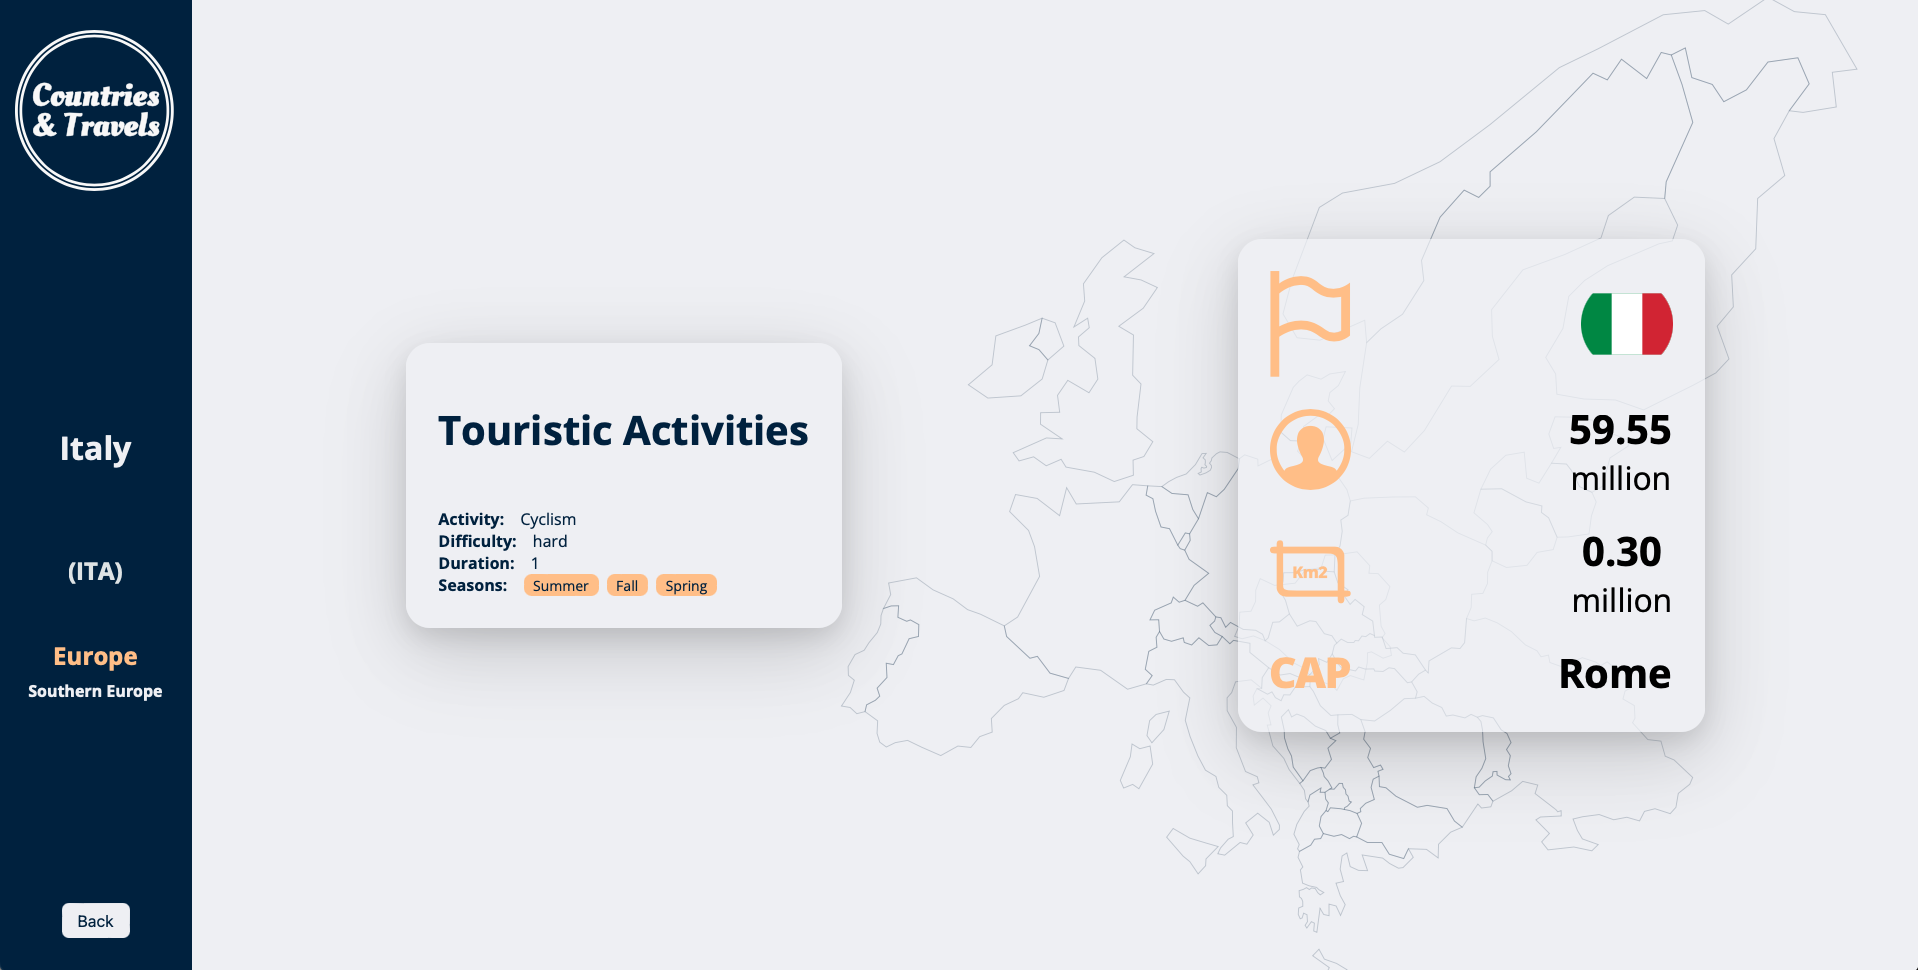 Countries
& Travels
Italy
(ITA)
Europe
Southern Europe
Back
Touristic Activities
Activity: Cyclism
Difficulty: hard
Duration: 1
Seasons: Summer Fall Spring
59.55
million
Km2
0.30
million
CAP Rome